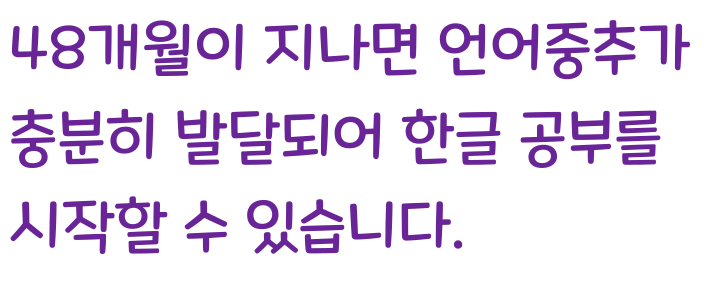 48개월이 지나면 언어중추가
충분히 발달되어 한글 공부를
시작할 수 있습니다.